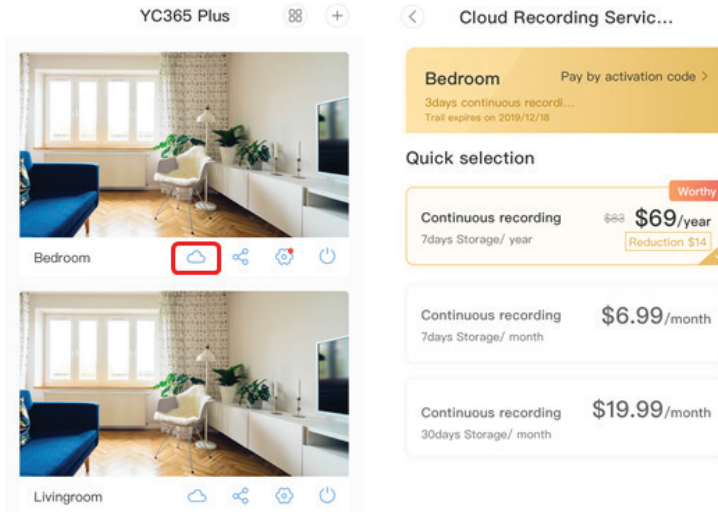 YC365 Plus
Bedroom
Livingroom
Cloud Recording Servic...
Bedroom
Pay by activation code >
3days continuous recordi...
Trail expires on 2019/12/18
Quick selection
Worthy
Continuous recording
$83 $69/year
7days Storage/ year
Reduction $14
Continuous recording
$6.99/month
7days Storage/ month
Continuous recording
$19.99/month
30days Storage/ month